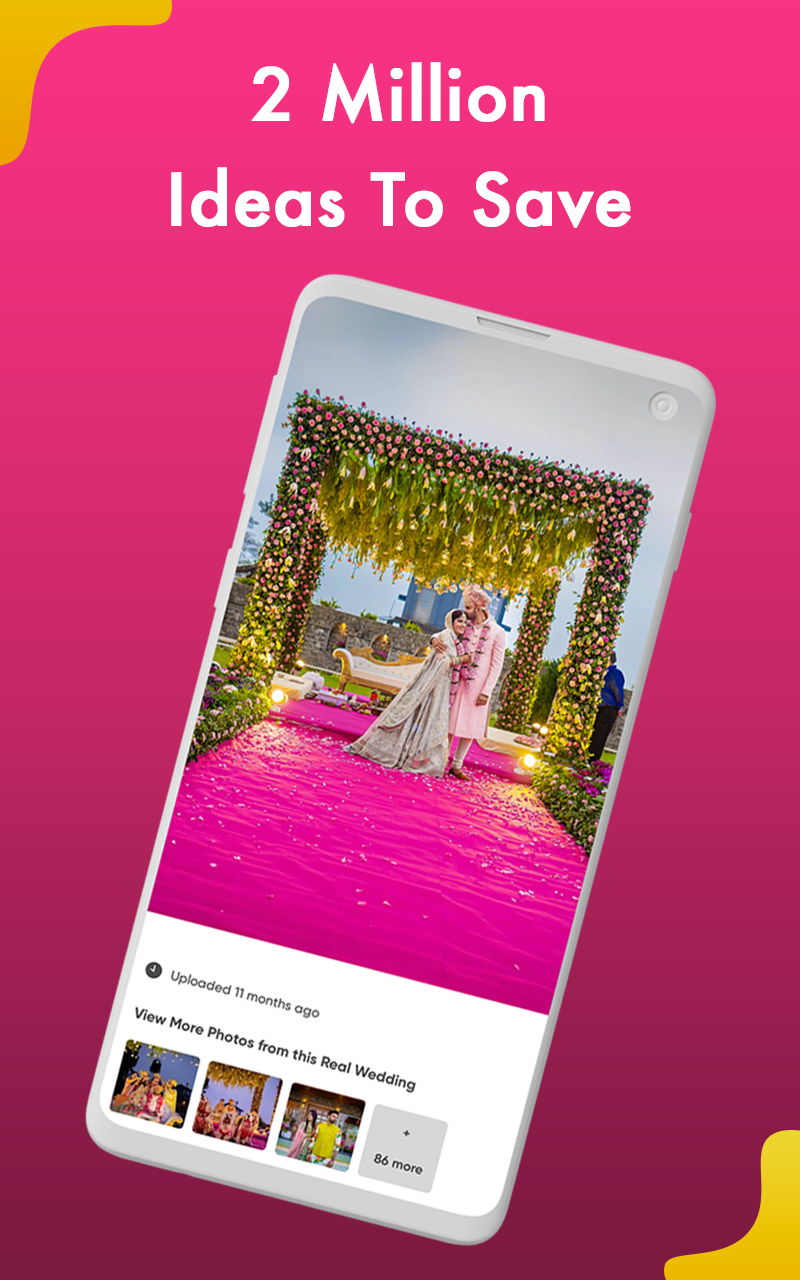 2 Million
Ideas To Save
Uploaded 11 months ago
View More Photos from this Real Wedding
+
86 more